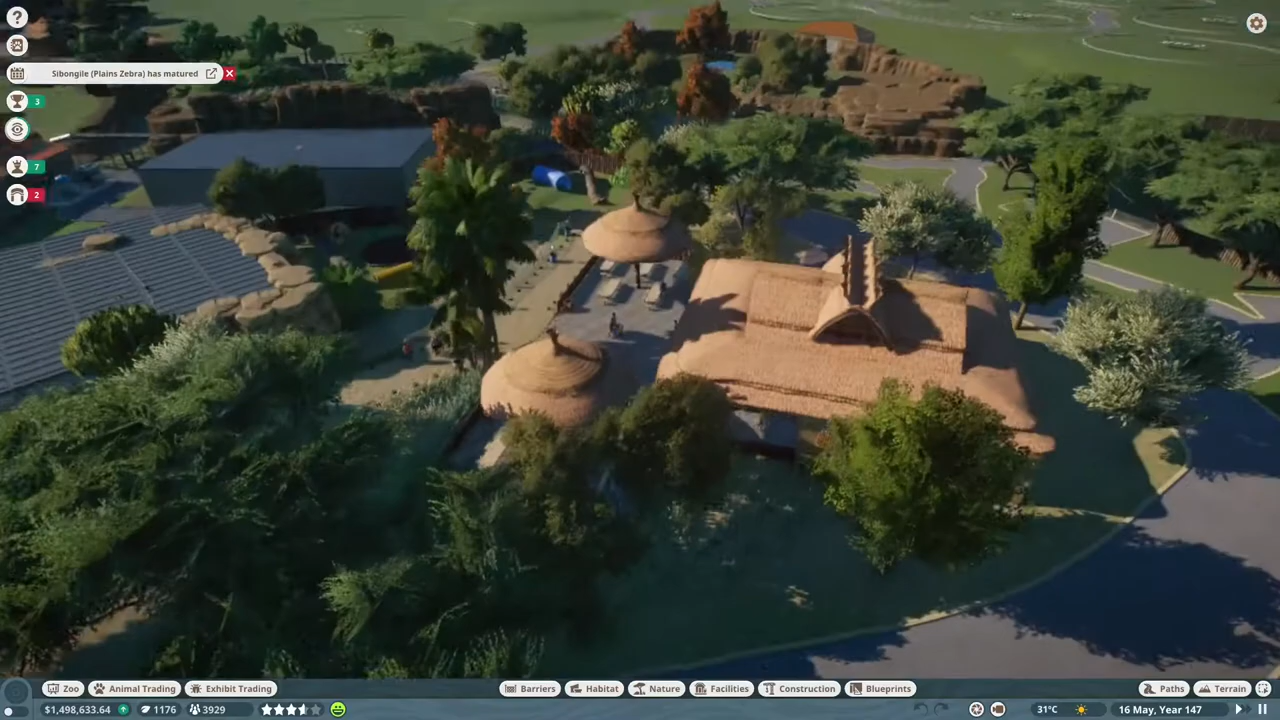 ?
Sibongile (Plains Zebra) has matured
3
7
2
Zoo
Animal Trading
Exhibit Trading
Barriers
Habitat
Nature
Facilities
Construction
Blueprints
Paths
Terrain
$1,498,633.64
1176
3929
31°C
16 May, Year 147